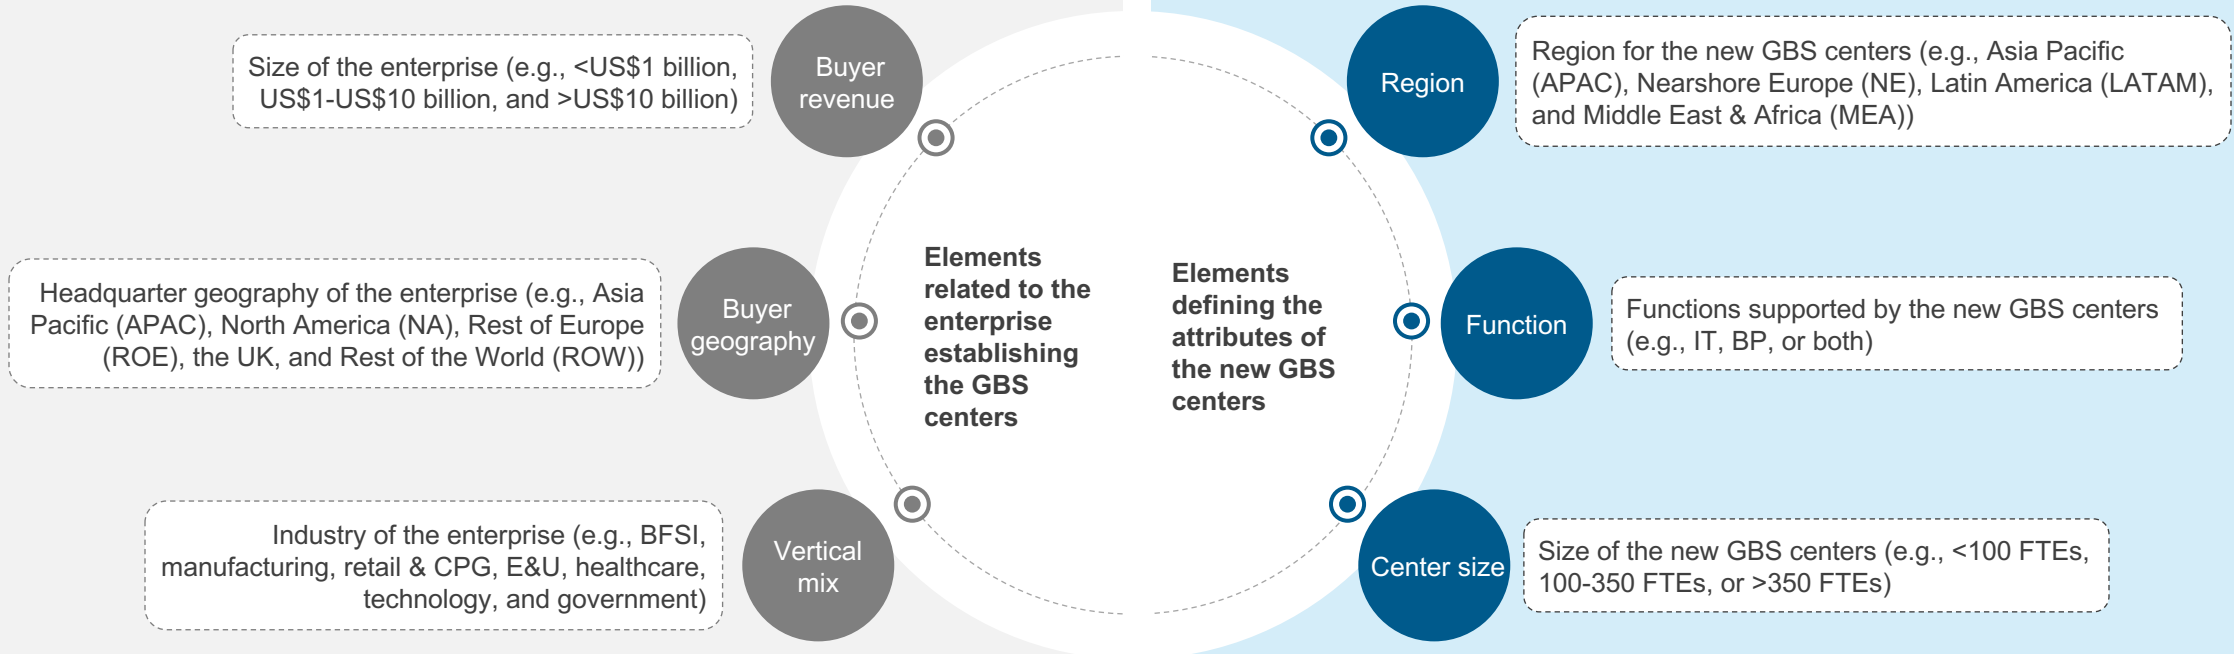 Size of the enterprise (e.g., <US$1 billion,
US$1-US$10 billion, and >US$10 billion)
Buyer
revenue
Headquarter geography of the enterprise (e.g., Asia
Pacific (APAC), North America (NA), Rest of Europe
(ROE), the UK, and Rest of the World (ROW))
Buyer
geography
Industry of the enterprise (e.g., BFSI,
manufacturing, retail & CPG, E&U, healthcare,
technology, and government)
Vertical
mix
Elements
related to the
enterprise
establishing
the GBS
centers
Elements
defining the
attributes of
the new GBS
centers
Region
Region for the new GBS centers (e.g., Asia Pacific
(APAC), Nearshore Europe (NE), Latin America (LATAM),
and Middle East & Africa (MEA))
Function
Functions supported by the new GBS centers
(e.g., IT, BP, or both)
Center size
Size of the new GBS centers (e.g., <100 FTEs,
100-350 FTEs, or >350 FTEs)